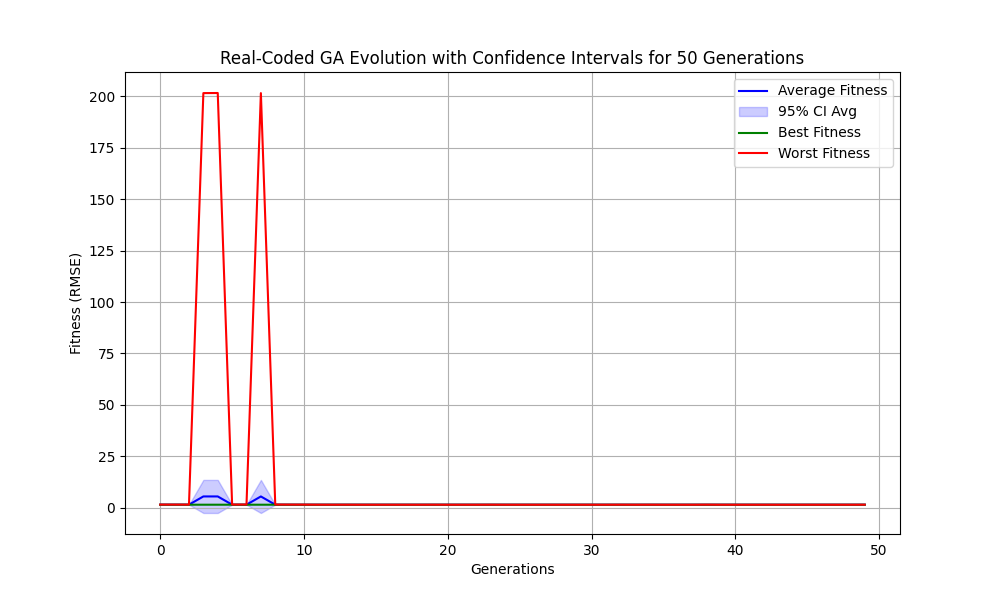 Real-Coded GA Evolution with Confidence Intervals for 50 Generations
Fitness (RMSE)
200
175
150
125
100
75
50
25
0
Average Fitness
95% CI Avg
Best Fitness
Worst Fitness
0 10 20 30 40 50
Generations